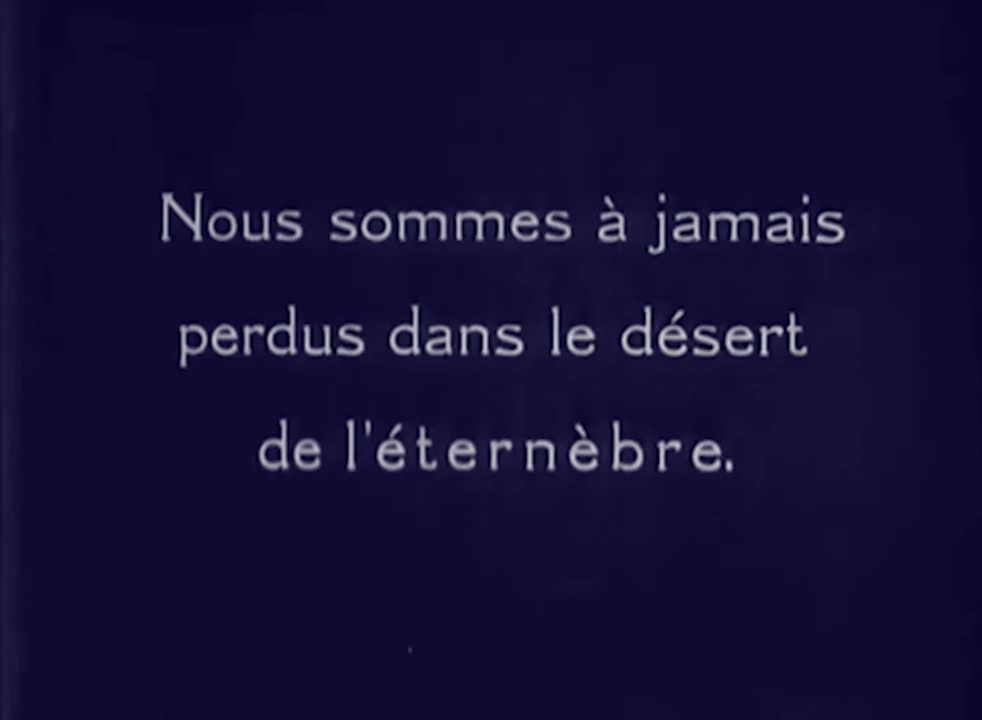 Nous sommes à jamais
perdus dans le désert
de l'éternèbre.